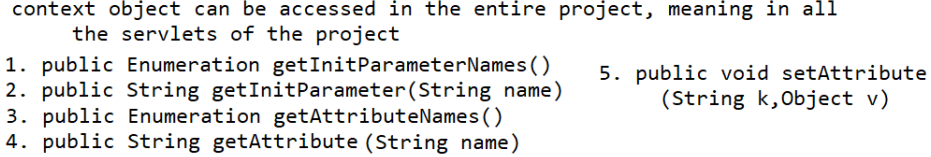 context object can be accessed in the entire project, meaning in all
the servlets of the project
1. public Enumeration getInitParameterNames()
2. public String getInitParameter(String name)
3. public Enumeration getAttributeNames()
4. public String getAttribute(String name)
5. public void setAttribute
(String k,Object v)